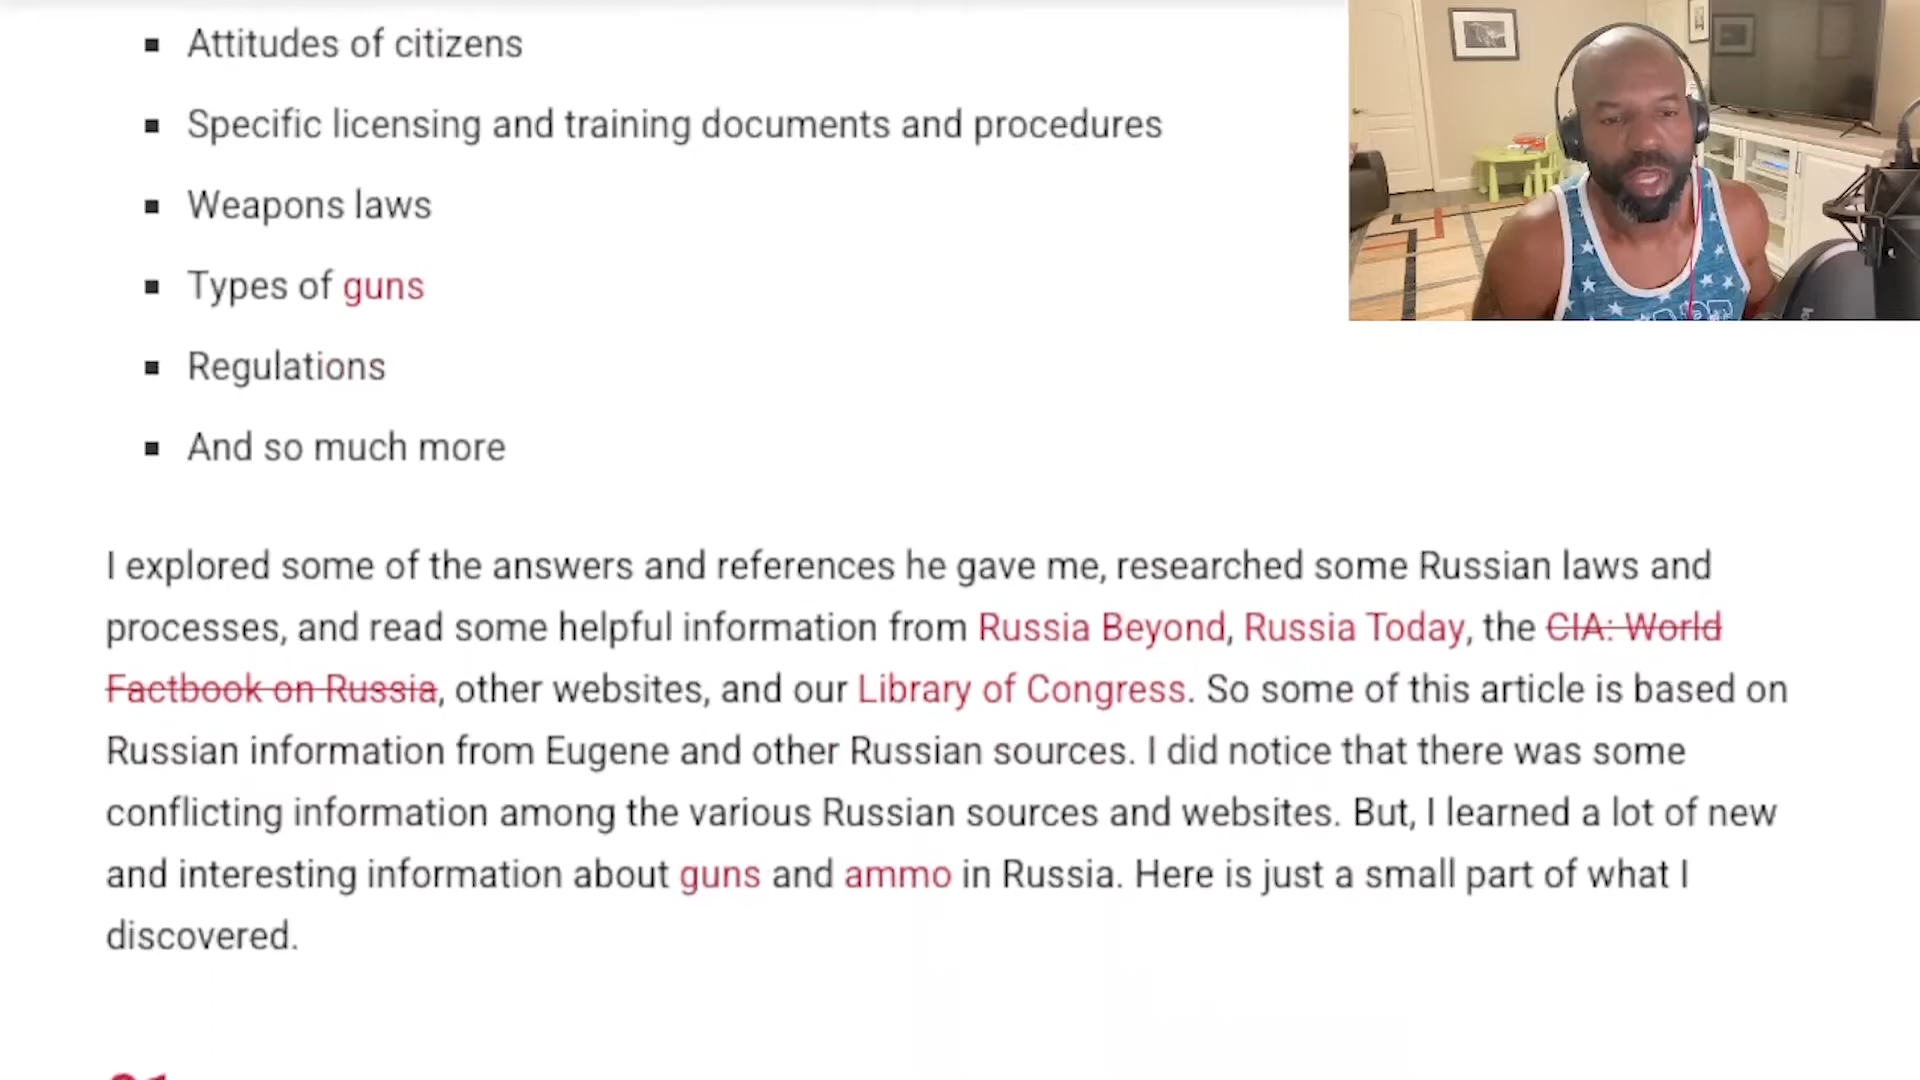 Attitudes of citizens
Specific licensing and training documents and procedures
Weapons laws
Types of guns
Regulations
And so much more
I explored some of the answers and references he gave me, researched some Russian laws and
processes, and read some helpful information from Russia Beyond, Russia Today, the CIA: World
Factbook on Russia, other websites, and our Library of Congress. So some of this article is based on
Russian information from Eugene and other Russian sources. I did notice that there was some
conflicting information among the various Russian sources and websites. But, I learned a lot of new
and interesting information about guns and ammo in Russia. Here is just a small part of what I
discovered.